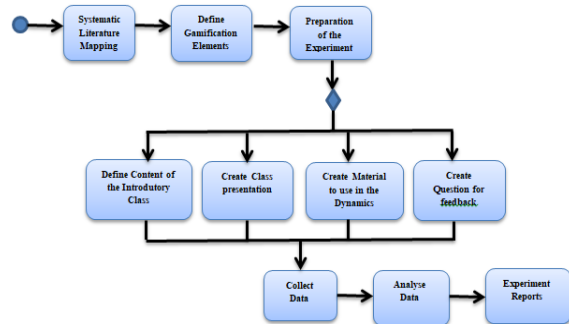 Systematic
Literature
Mapping
Define
Gamification
Elements
Preparation
of the
Experiment
Define Content of
the Introdutory
Class
Create Class
presentation
Create Material
to use in the
Dynamics
Create
Question for
feedback.
Collect
Data
Analyse
Data
Experiment
Reports